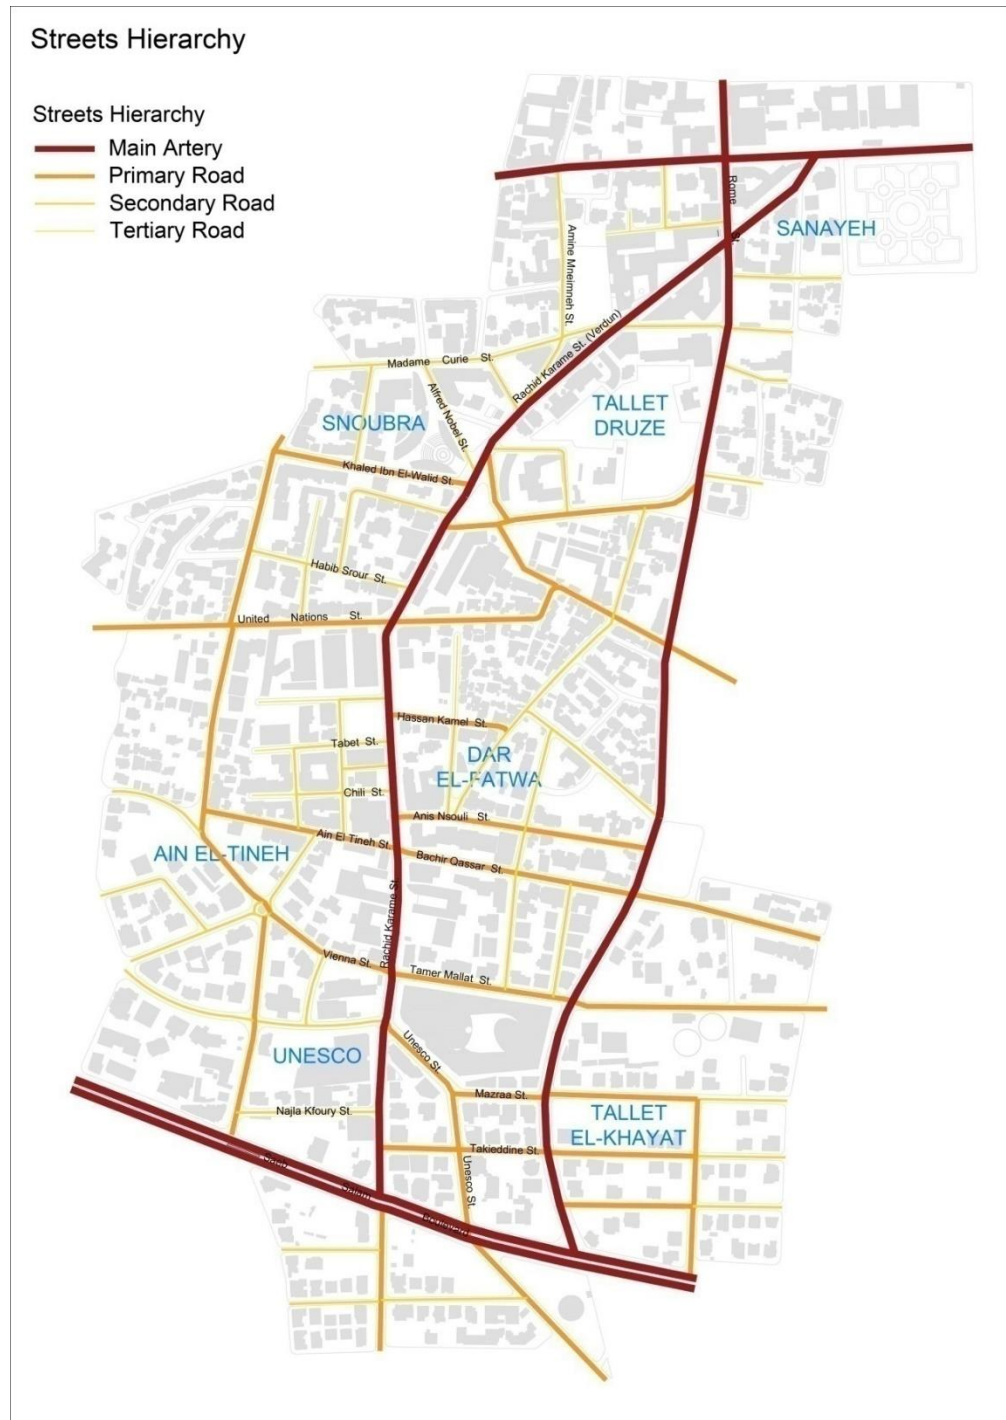 Streets Hierarchy
Streets Hierarchy
Main Artery
Primary Road
Secondary Road
Tertiary Road
Rome
St.
SANAYEH
Amine Mneimneh St.
Rachid Karame St. (Verdun)
Madame Curie St.
Alfred Nobel St.
TALLET
DRUZE
SNOUBRA
Khaled Ibn El-Walid St.
Habib Srour St.
United Nations St.
Hassan Kamel St.
Tabet St.
DAR
EL-FATWA
Chili St.
Anis Nsouli St.
Ain El Tineh St.
AIN EL-TINEH
Bachir Qassar St.
Rachid Karame St.
Vienna St.
Tamer Mallat St.
Unesco St.
UNESCO
Mazraa St.
Najla Kfoury St.
TALLET
EL-KHAYAT
Takieddine St.
Unesco St.
Saeb
Salam
Boulevard